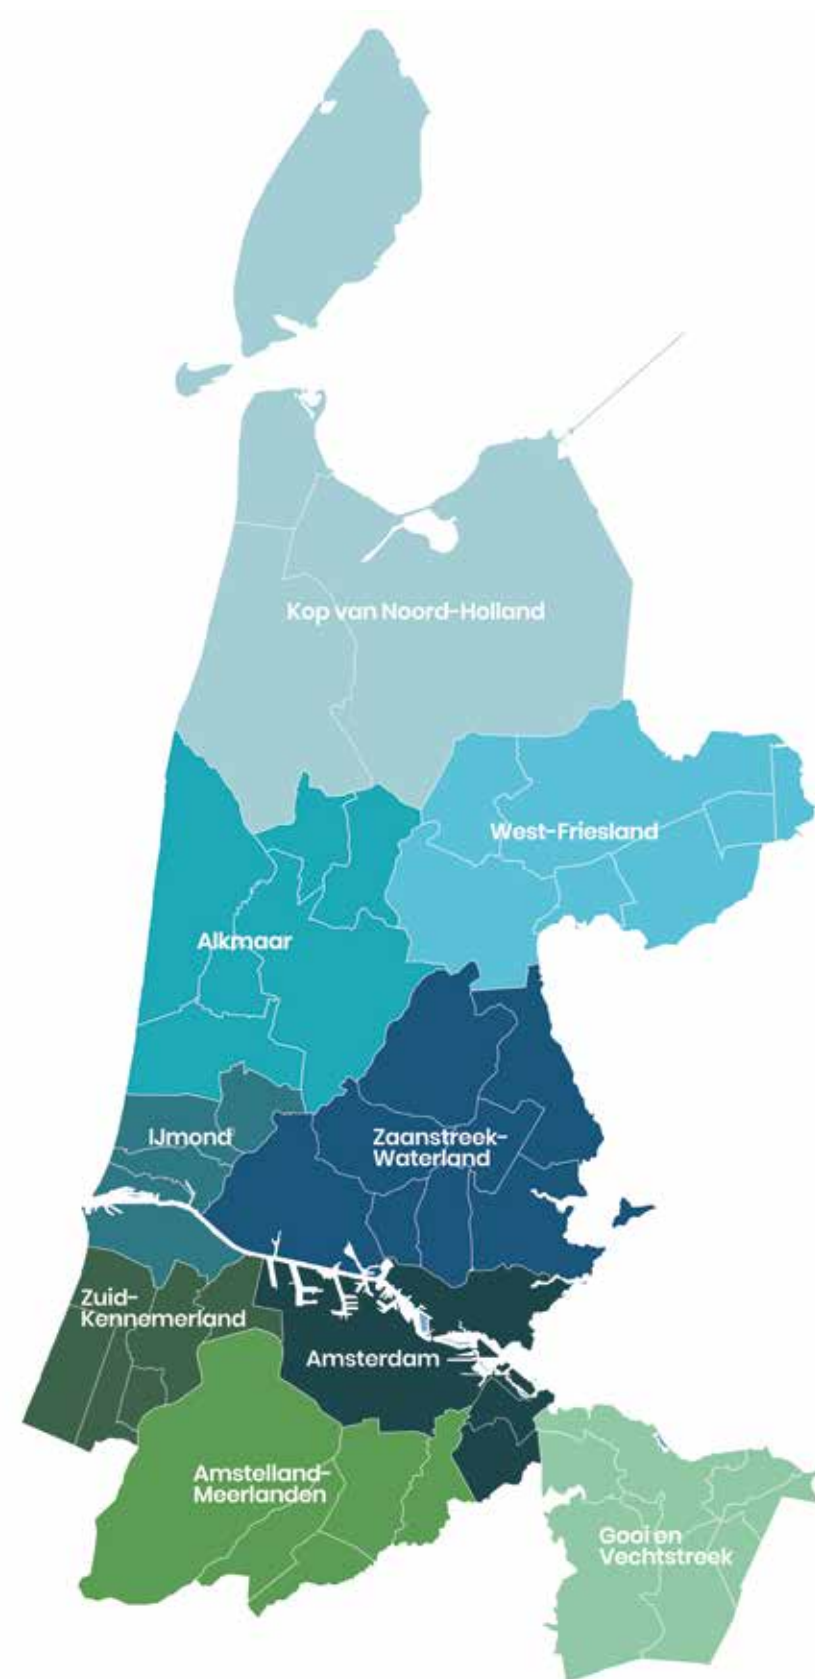 Kop van Noord-Holland
West-Friesland
Alkmaar
IJmond
Zaanstreek-
Waterland
Zuid-
Kennemerland
Amsterdam
Amstelland-
Meerlanden
Gooi en
Vechtstreek